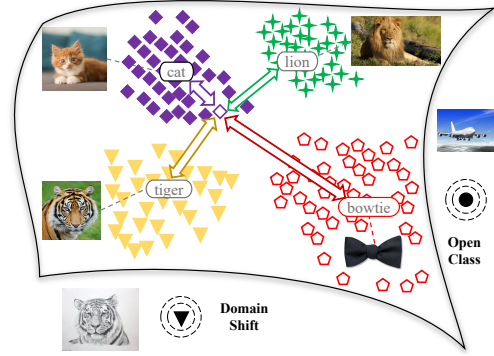 cat
lion
tiger
bowtie
Open
Class
Domain
Shift